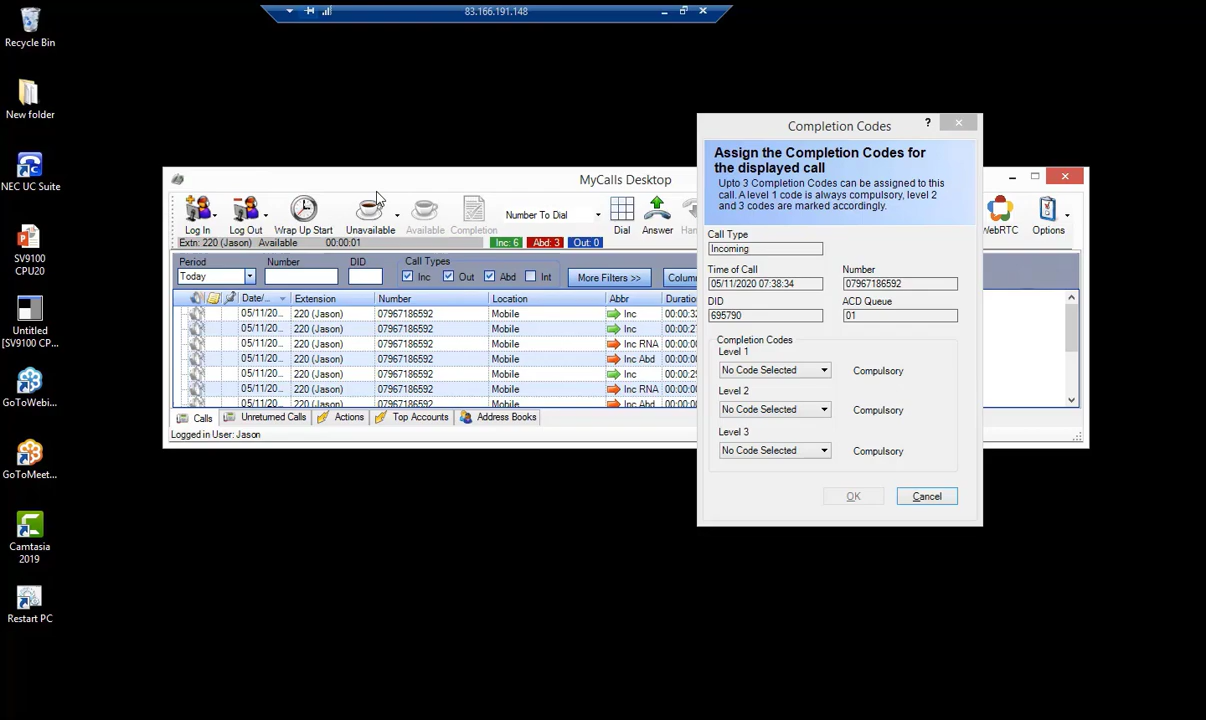 83.166.191.148
Recycle Bin
New folder
NEC UC Suite
SV9100
CPU20
Untitled
[SV9100 CP...
GoToWebi...
GoToMeet...
Camtasia
2019
Restart PC
MyCalls Desktop
Log In
Log Out
Wrap Up Start
Unavailable
Available
Completion
Number To Dial
Dial
Answer
Han
WebRTC
Options
Extn: 220 (Jason) Available 00:00:01 Inc: 6 Abd: 3 Out: 0
Period Number DID Call Types
Today Inc Out Abd Int More Filters >> Colum
Date/... Extension Number Location Abbr Duratio
05/11/20... 220 (Jason) 07967186592 Mobile Inc 00:00:32
05/11/20... 220 (Jason) 07967186592 Mobile Inc 00:00:27
05/11/20... 220 (Jason) 07967186592 Mobile Inc RNA 00:00:0
05/11/20... 220 (Jason) 07967186592 Mobile Inc Abd 00:00:0
05/11/20... 220 (Jason) 07967186592 Mobile Inc 00:00:2
05/11/20... 220 (Jason) 07967186592 Mobile Inc RNA 00:00:0
05/11/20... 220 (Jason) 07967186592 Mobile Inc Abd 00:00:0
Calls Unreturned Calls Actions Top Accounts Address Books
Logged in User: Jason
Completion Codes ?
Assign the Completion Codes for
the displayed call
Upto 3 Completion Codes can be assigned to this
call. A level 1 code is always compulsory, level 2
and 3 codes are marked accordingly.
Call Type
Incoming
Time of Call Number
05/11/2020 07:38:34 07967186592
DID ACD Queue
695790 01
Completion Codes
Level 1
No Code Selected Compulsory
Level 2
No Code Selected Compulsory
Level 3
No Code Selected Compulsory
OK Cancel